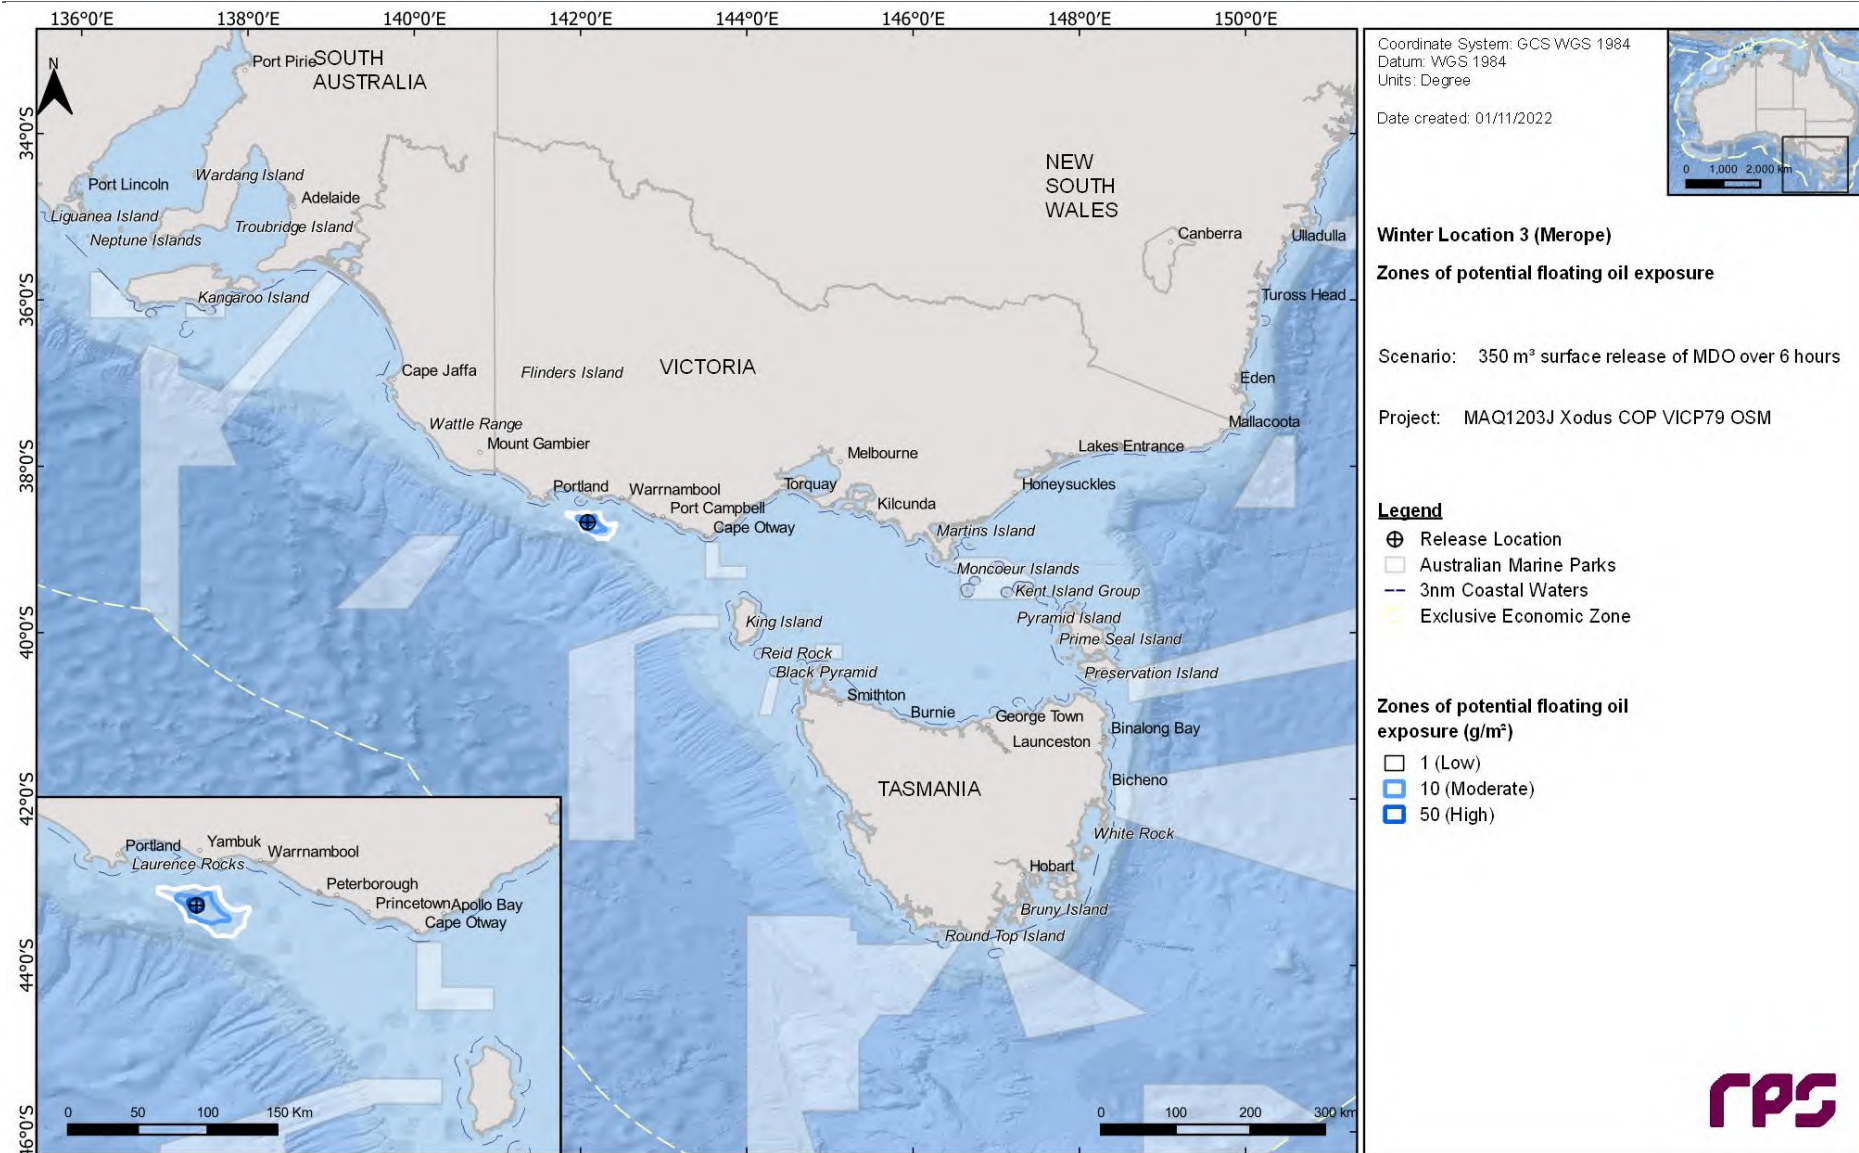 136°0'E 138°0'E 140°0'E 142°0'E 144°0'E 146°0'E 148°0'E 150°0'E
34°0'S
36°0'S
38°0'S
40°0'S
42°0'S
44°0'S
46°0'S
N
Port Pirie
SOUTH
AUSTRALIA
Wardang Island
Port Lincoln
Adelaide
Liguanea Island
Troubridge Island
Neptune Islands
Kangaroo Island
NEW
SOUTH
WALES
Canberra
Ulladulla
Tuross Head
Cape Jaffa
Flinders Island
VICTORIA
Eden
Wattle Range
Mount Gambier
Mallacoota
Melbourne
Lakes Entrance
Portland
Warrnambool
Torquay
Honeysuckles
Port Campbell
Kilcunda
Cape Otway
Martins Island
Moncoeur Islands
Kent Island Group
King Island
Pyramid Island
Prime Seal Island
Reid Rock
Black Pyramid
Preservation Island
Smithton
Burnie
George Town
Binalong Bay
Launceston
TASMANIA
Bicheno
White Rock
Hobart
Bruny Island
Round Top Island
0 100 200 300 km
Portland
Yambuk
Warrnambool
Laurence Rocks
Peterborough
Princetown
Apollo Bay
Cape Otway
0 50 100 150 Km
Coordinate System: GCS WGS 1984
Datum: WGS 1984
Units: Degree
Date created: 01/11/2022
0 1,000 2,000 km
Winter Location 3 (Merope)
Zones of potential floating oil exposure
Scenario: 350 m³ surface release of MDO over 6 hours
Project: MAQ1203J Xodus COP VICP79 OSM
Legend
Release Location
Australian Marine Parks
3nm Coastal Waters
Exclusive Economic Zone
Zones of potential floating oil
exposure (g/m²)
1 (Low)
10 (Moderate)
50 (High)
rps